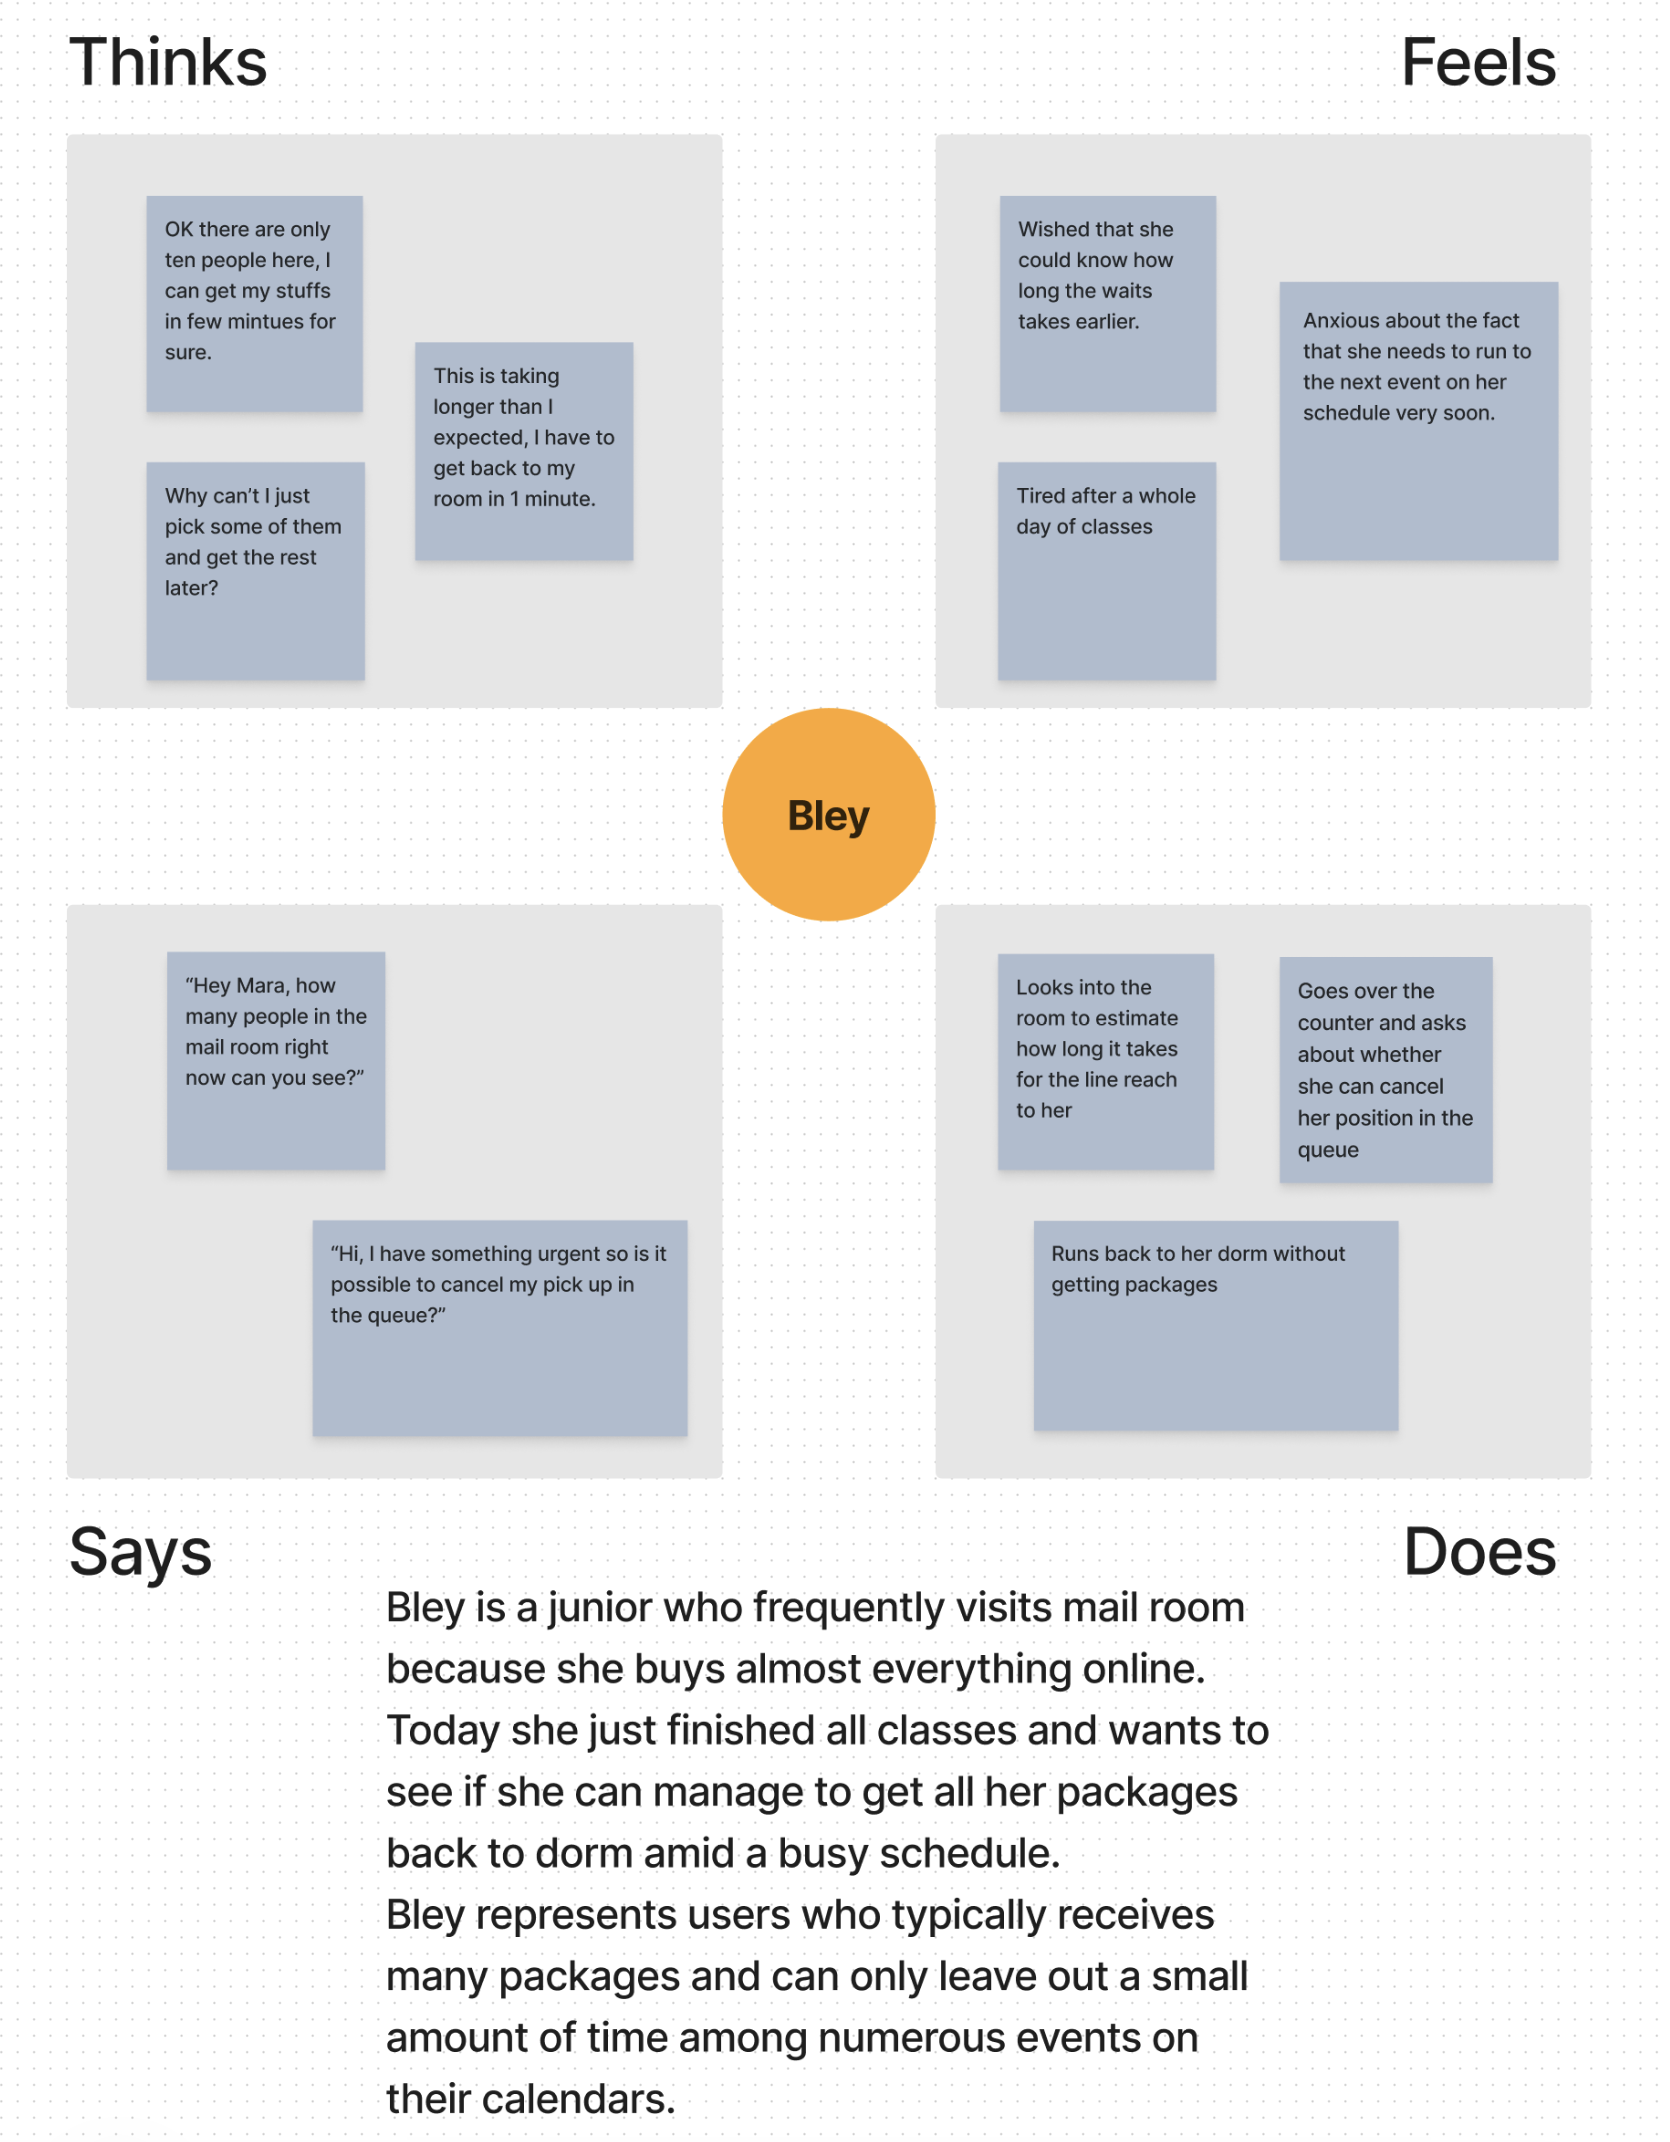 Thinks
Feels
OK there are only
ten people here, I
can get my stuffs
in few mintues for
sure.
This is taking
longer than I
expected, I have to
get back to my
room in 1 minute.
Why can’t I just
pick some of them
and get the rest
later?
Wished that she
could know how
long the waits
takes earlier.
Anxious about the fact
that she needs to run to
the next event on her
schedule very soon.
Tired after a whole
day of classes
Bley
“Hey Mara, how
many people in the
mail room right
now can you see?”
“Hi, I have something urgent so is it
possible to cancel my pick up in
the queue?”
Looks into the
room to estimate
how long it takes
for the line reach
to her
Goes over the
counter and asks
about whether
she can cancel
her position in the
queue
Runs back to her dorm without
getting packages
Says
Does
Bley is a junior who frequently visits mail room
because she buys almost everything online.
Today she just finished all classes and wants to
see if she can manage to get all her packages
back to dorm amid a busy schedule.
Bley represents users who typically receives
many packages and can only leave out a small
amount of time among numerous events on
their calendars.